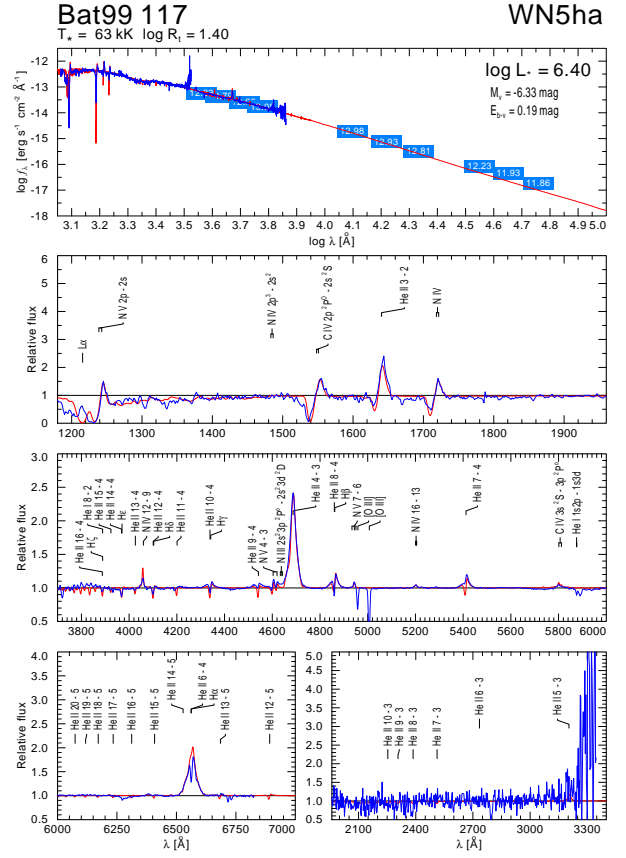 Bat99 117 WN5ha
T* = 63 kK log Rt = 1.40
log L* = 6.40
Mv = -6.33 mag
Eb-v = 0.19 mag
12.98
12.93
12.81
12.23
11.93
11.86
log fλ [erg s-1 cm-2 Å-1]
-12
-13
-14
-15
-16
-17
-18
3.1 3.2 3.3 3.4 3.5 3.6 3.7 3.8 3.9 4.0 4.1 4.2 4.3 4.4 4.5 4.6 4.7 4.8 4.9 5.0
log λ [Å]
Relative flux
6
5
4
3
2
1
0
Lα
N V 2p - 2s
N IV 2p3 - 2s2
C IV 2p 2Po - 2s 2S
He II 3 - 2
N IV
1200 1300 1400 1500 1600 1700 1800 1900
Relative flux
3.0
2.5
2.0
1.5
1.0
0.5
He II 16 - 4
Hζ
He I 8 - 2
He II 15 - 4
He II 14 - 4
Hε
He II 13 - 4
N IV 12 - 9
He II 12 - 4
Hδ
He II 11 - 4
He II 10 - 4
Hγ
He II 9 - 4
N V 4 - 3
N III 2s2 3p 2Po - 2s2 3d 2D
He II 4 - 3
He II 8 - 4
Hβ
N V 7 - 6
[O III]
[O III]
N IV 16 - 13
He II 7 - 4
C IV 3s 2S - 3p 2Po
He I 1s2p - 1s3d
3800 4000 4200 4400 4600 4800 5000 5200 5400 5600 5800 6000
Relative flux
4.0
3.5
3.0
2.5
2.0
1.5
1.0
0.5
He II 20 - 5
He II 19 - 5
He II 18 - 5
He II 17 - 5
He II 16 - 5
He II 15 - 5
He II 14 - 5
He II 6 - 4
Hα
He II 13 - 5
He II 12 - 5
6000 6250 6500 6750 7000
λ [Å]
5.0
4.5
4.0
3.5
3.0
2.5
2.0
1.5
1.0
0.5
He II 10 - 3
He II 9 - 3
He II 8 - 3
He II 7 - 3
He II 6 - 3
He II 5 - 3
2100 2400 2700 3000 3300
λ [Å]